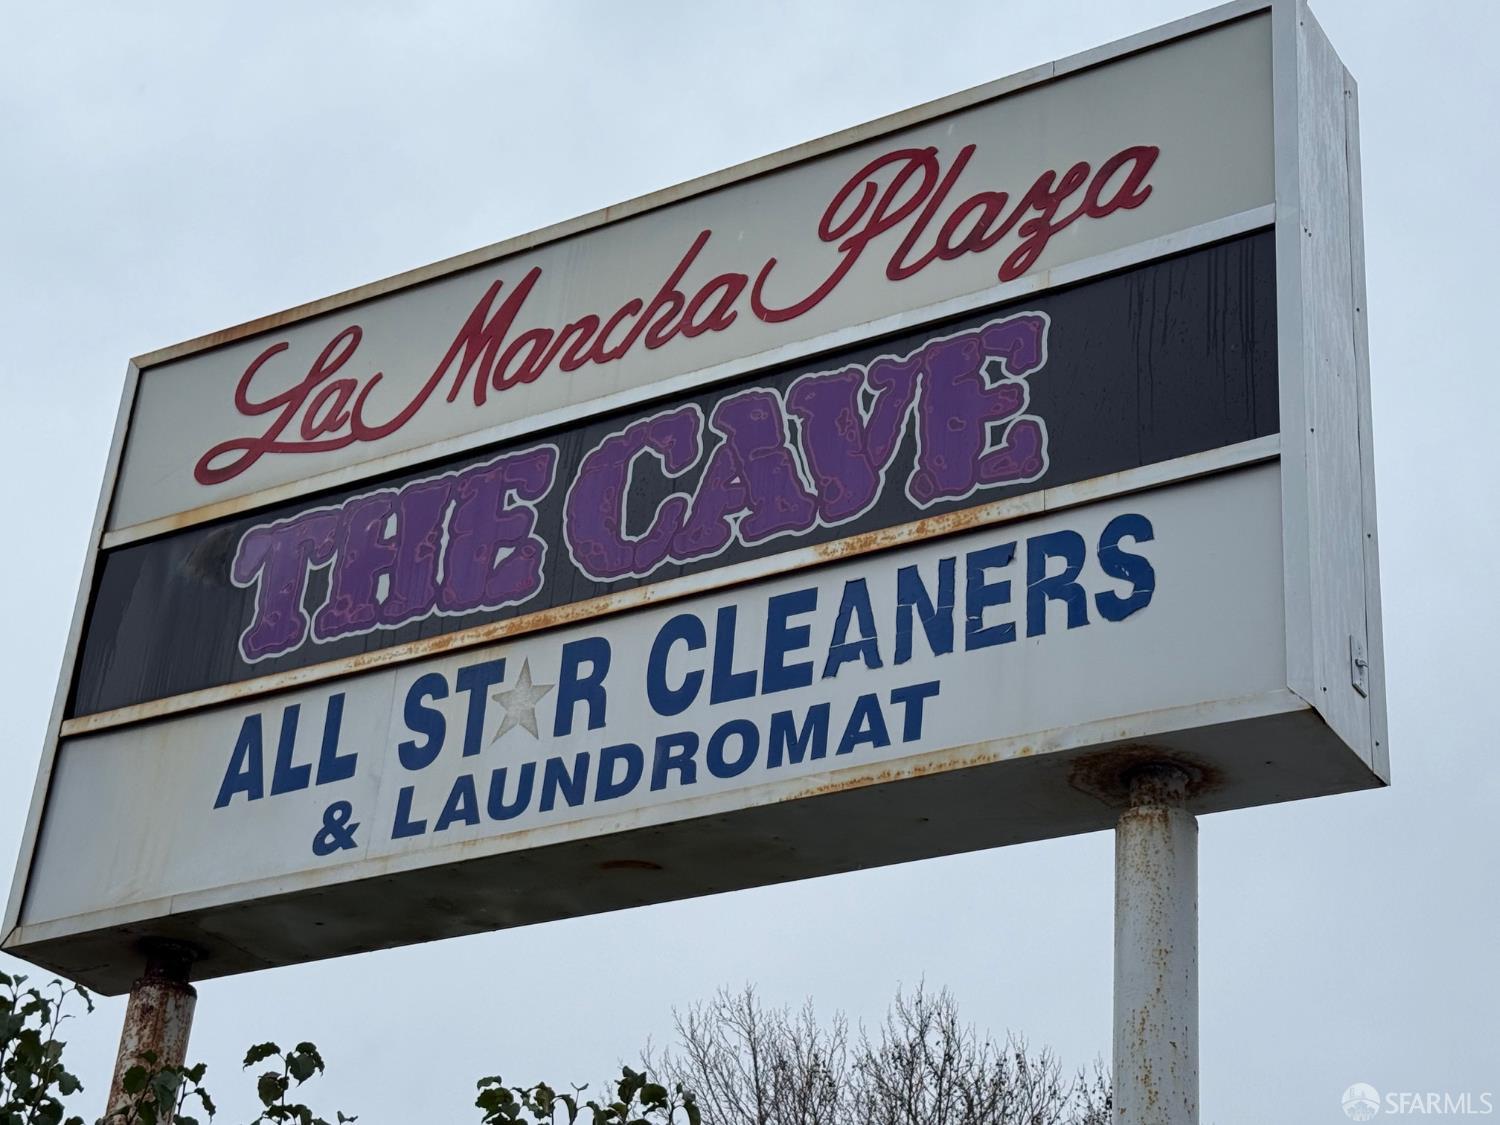 La Mancha Plaza
THE CAVE
ALL ST★R CLEANERS
& LAUNDROMAT
SFARMLS